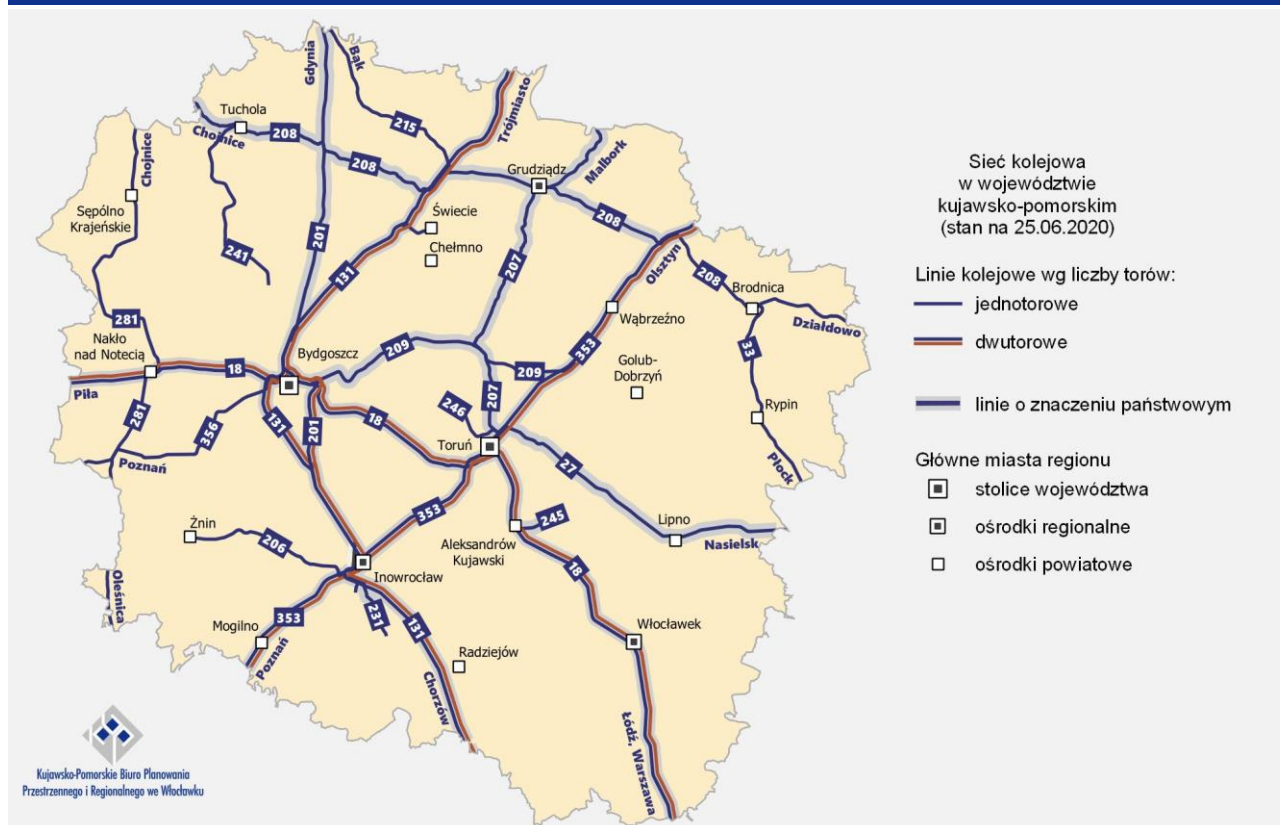 Gdynia
Bąk
Trójmiasto
Tuchola
Chojnice
208
215
208
Grudziądz
Malbork
Chojnice
Sępólno
Krajeńskie
241
201
131
Świecie
Chełmno
207
208
Olsztyn
208
Brodnica
Działdowo
33
Wąbrzeźno
281
Nakło
nad Notecią
18
Bydgoszcz
209
353
209
Golub-
Dobrzyń
Piła
281
356
131
201
18
246
207
Toruń
Rypin
Płock
Poznań
27
Żnin
206
353
245
Aleksandrów
Kujawski
Lipno
Nasielsk
Oleśnica
Inowrocław
18
Mogilno
353
231
131
Włocławek
Poznań
Radziejów
Chorzów
Łódź, Warszawa
Sieć kolejowa
w województwie
kujawsko-pomorskim
(stan na 25.06.2020)
Linie kolejowe wg liczby torów:
jednotorowe
dwutorowe
linie o znaczeniu państwowym
Główne miasta regionu
stolice województwa
ośrodki regionalne
ośrodki powiatowe
Kujawsko-Pomorskie Biuro Planowania
Przestrzennego i Regionalnego we Włocławku